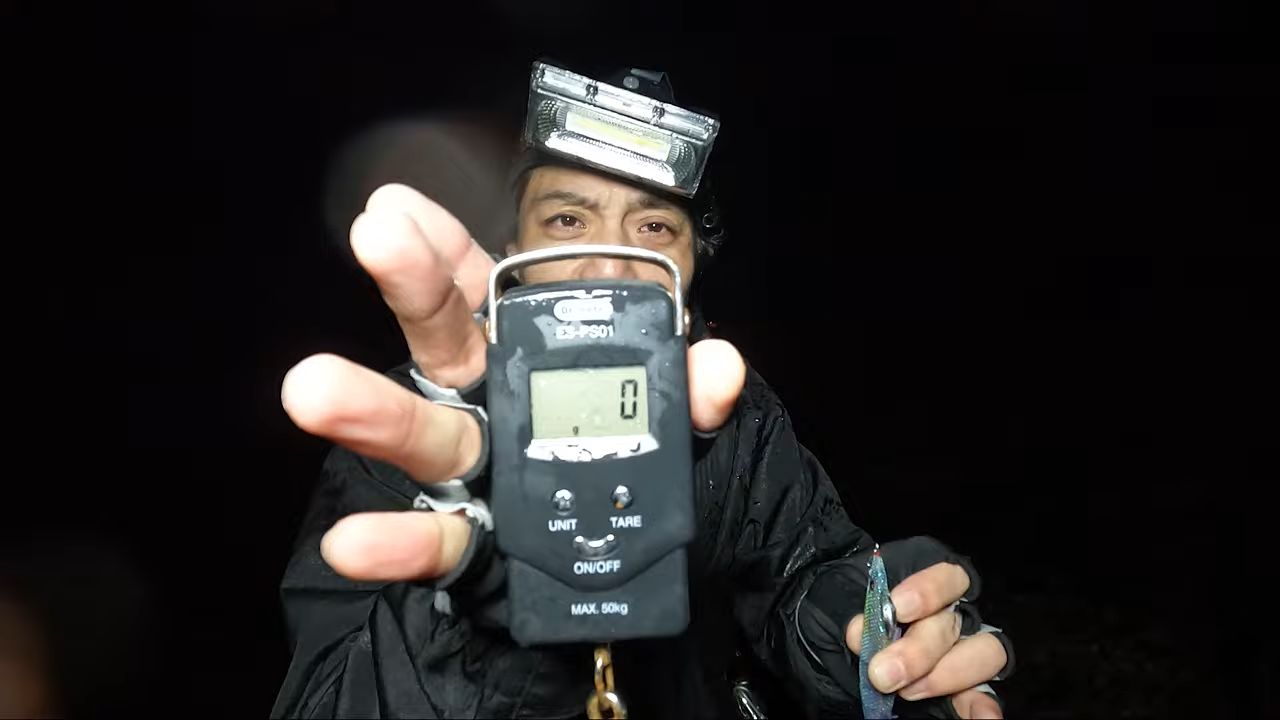 ES-PS01
0
g
UNIT TARE
ON/OFF
MAX. 50kg